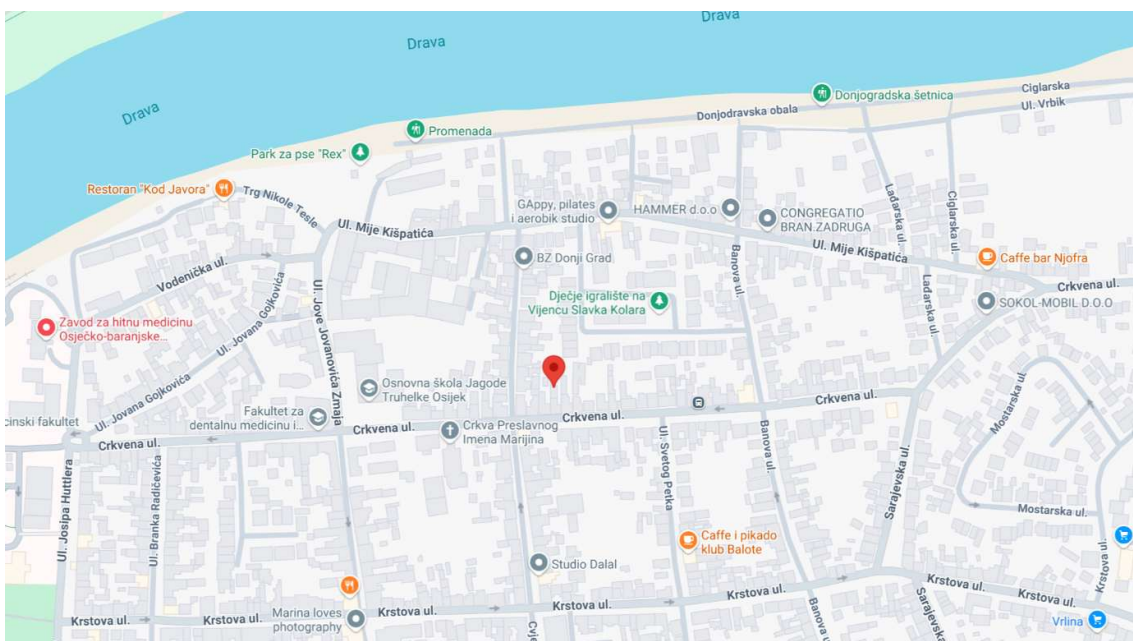 Drava
Drava
Drava
Donjogradska šetnica
Ciglarska
Ul. Vrbik
Donjodravska obala
Promenada
Park za pse "Rex"
Restoran "Kod Javora"
Trg Nikole Tesle
GAppy, pilates
i aerobik studio
HAMMER d.o.o
CONGREGATIO
BRAN.ZADRUGA
Lađarska ul.
Ciglarska ul.
Ul. Mije Kišpatića
Ul. Mije Kišpatića
BZ Donji Grad
Banova ul.
Caffe bar Njofra
Vodenička ul.
Crkvena ul.
Dječje igralište na
Vijencu Slavka Kolara
SOKOL-MOBIL D.O.O
Lađarska ul.
Zavod za hitnu medicinu
Osječko-baranjske...
Ul. Jovana Gojkovića
Ul. Jove Jovanovića Zmaja
Ul. Jovana Gojkovića
Osnovna škola Jagode
Truhelke Osijek
Mostarska ul.
Crkvena ul.
Crkvena ul.
Fakultet za
dentalnu medicinu i...
cinski fakultet
Crkvena ul.
Crkvena ul.
Crkva Preslavnog
Imena Marijina
Banova ul.
Ul. Svetog Petka
Sarajevska ul.
Ul. Josipa Huttlera
Ul. Branka Radičevića
Mostarska ul.
Caffe i pikado
klub Balote
Studio Dalal
Krstova ul.
Krstova ul.
Krstova ul.
Krstova ul.
Krstova ul.
Krstova ul.
Marina loves
photography
Cvje
Banova u
Sarajevska
Vrlina